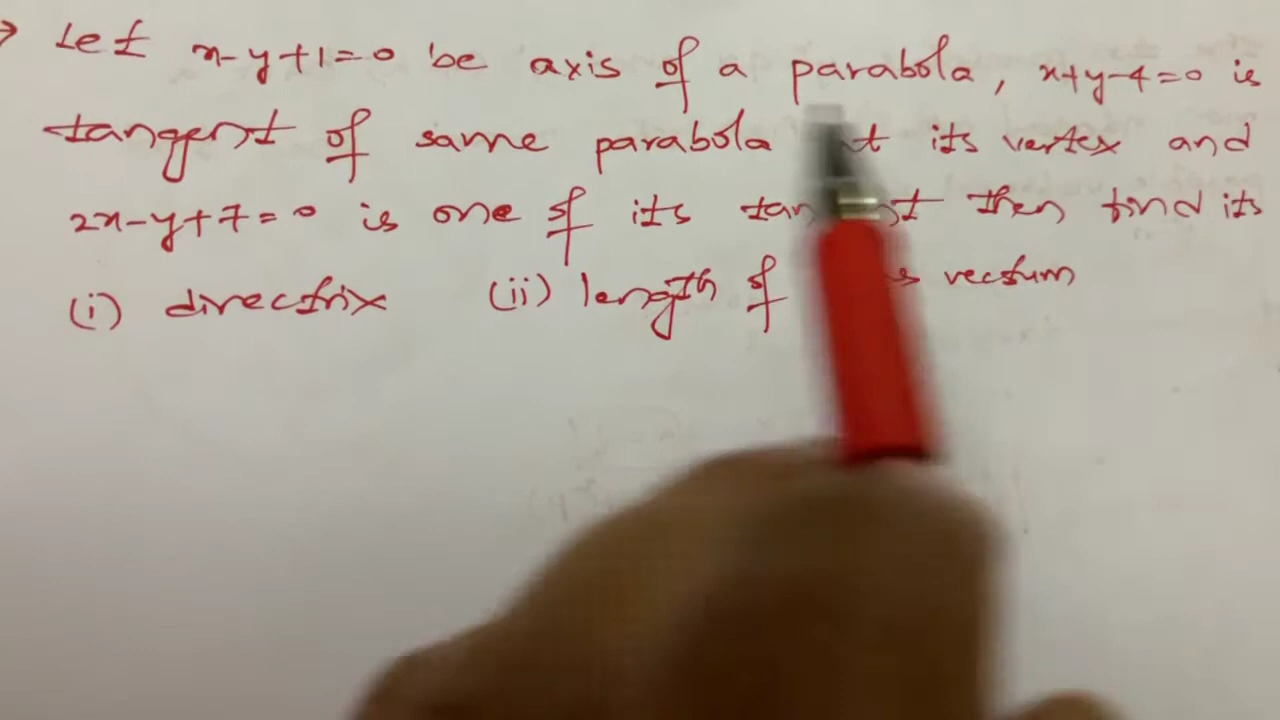 Let x-y+1=0 be axis of a parabola, x+y-4=0 is
tangent of same parabola its vertex and
2x-y+7=0 is one of its then find its
(i) directrix (ii) length of rectum